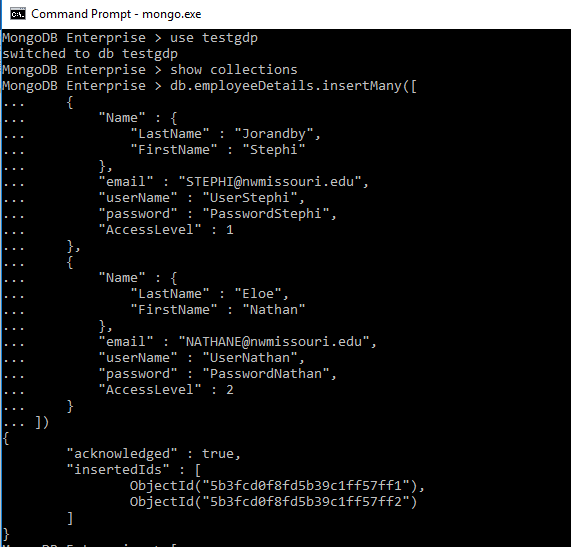 Command Prompt - mongo.exe
MongoDB Enterprise > use testgdp
switched to db testgdp
MongoDB Enterprise > show collections
MongoDB Enterprise > db.employeeDetails.insertMany([
...     {
...         "Name" : {
...             "LastName" : "Jorandby",
...             "FirstName" : "Stephi"
...         },
...         "email" : "STEPHI@nwmissouri.edu",
...         "userName" : "UserStephi",
...         "password" : "PasswordStephi",
...         "AccessLevel" : 1
...     },
...     {
...         "Name" : {
...             "LastName" : "Eloe",
...             "FirstName" : "Nathan"
...         },
...         "email" : "NATHANE@nwmissouri.edu",
...         "userName" : "UserNathan",
...         "password" : "PasswordNathan",
...         "AccessLevel" : 2
...     }
... ])
{
        "acknowledged" : true,
        "insertedIds" : [
                ObjectId("5b3fcd0f8fd5b39c1ff57ff1"),
                ObjectId("5b3fcd0f8fd5b39c1ff57ff2")
        ]
}